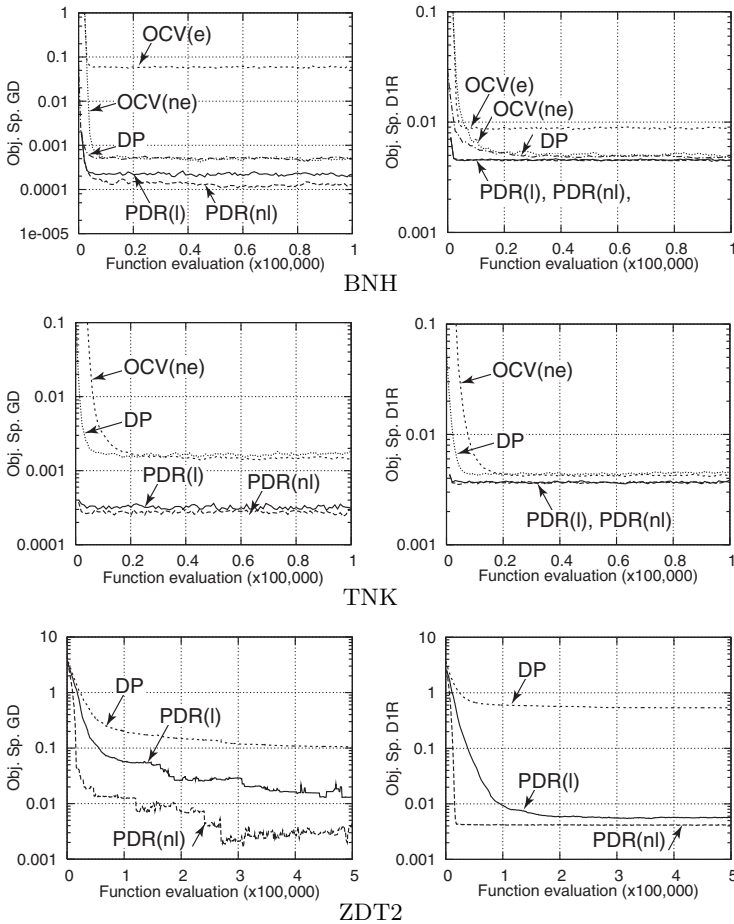 Obj. Sp. GD
1
0.1
0.01
0.001
0.0001
1e-005
OCV(e)
OCV(ne)
DP
PDR(l)
PDR(nl)
0
0.2
0.4
0.6
0.8
1
Function evaluation (x100,000)
Obj. Sp. D1R
0.1
0.01
0.001
OCV(e)
OCV(ne)
DP
PDR(l), PDR(nl),
0
0.2
0.4
0.6
0.8
1
Function evaluation (x100,000)
BNH
Obj. Sp. GD
0.1
0.01
0.001
0.0001
OCV(ne)
DP
PDR(l)
PDR(nl)
0
0.2
0.4
0.6
0.8
1
Function evaluation (x100,000)
Obj. Sp. D1R
0.1
0.01
0.001
OCV(ne)
DP
PDR(l), PDR(nl)
0
0.2
0.4
0.6
0.8
1
Function evaluation (x100,000)
TNK
Obj. Sp. GD
10
1
0.1
0.01
0.001
DP
PDR(l)
PDR(nl)
0
1
2
3
4
5
Function evaluation (x100,000)
Obj. Sp. D1R
10
1
0.1
0.01
0.001
DP
PDR(l)
PDR(nl)
0
1
2
3
4
5
Function evaluation (x100,000)
ZDT2